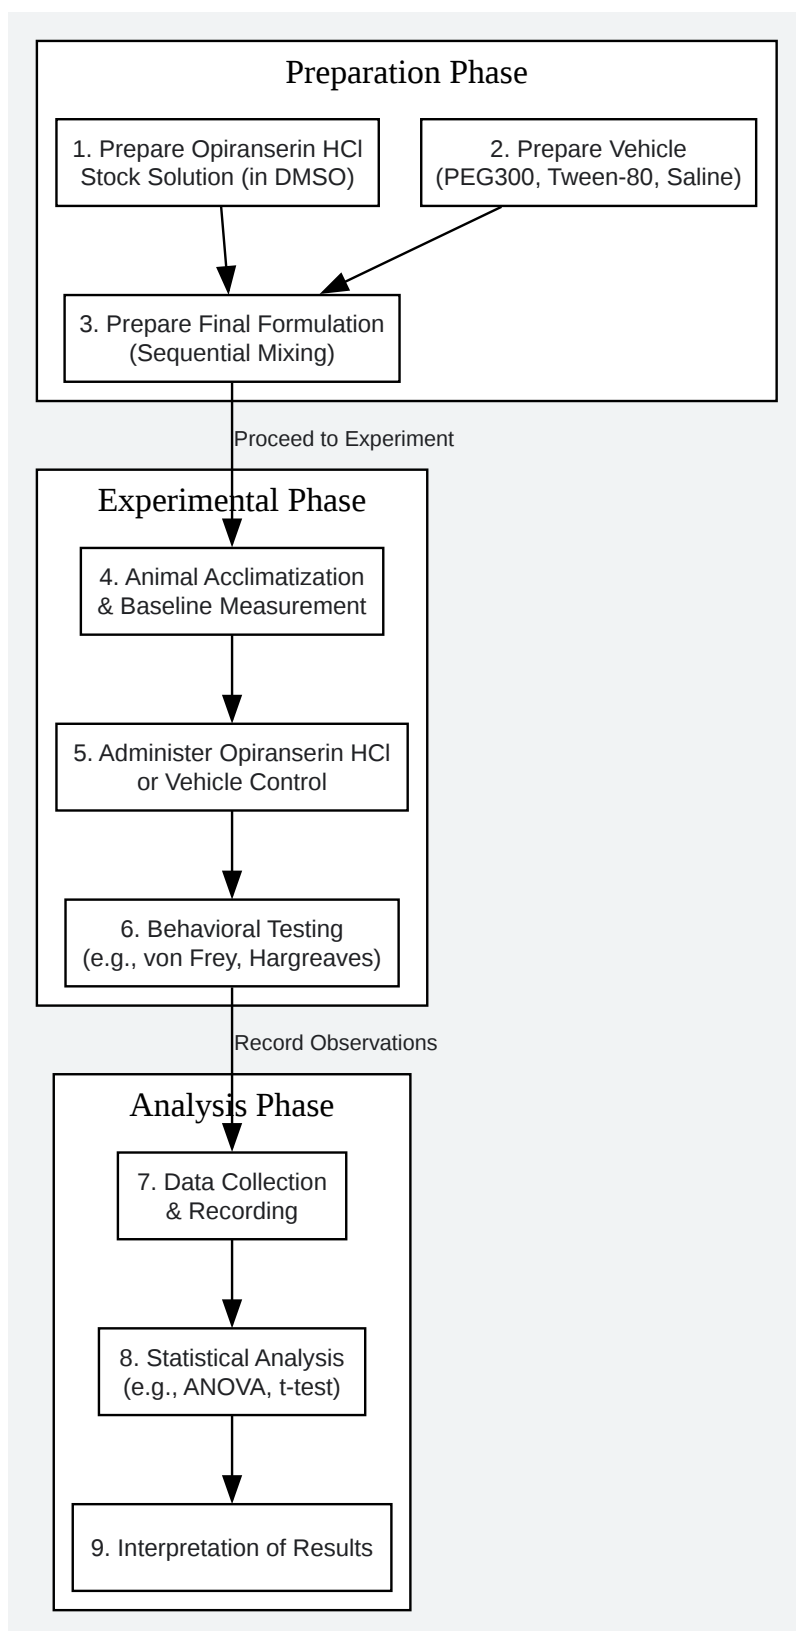 Preparation Phase
1. Prepare Opiranserin HCl
Stock Solution (in DMSO)
2. Prepare Vehicle
(PEG300, Tween-80, Saline)
3. Prepare Final Formulation
(Sequential Mixing)
Proceed to Experiment
Experimental Phase
4. Animal Acclimatization
& Baseline Measurement
5. Administer Opiranserin HCl
or Vehicle Control
6. Behavioral Testing
(e.g., von Frey, Hargreaves)
Record Observations
Analysis Phase
7. Data Collection
& Recording
8. Statistical Analysis
(e.g., ANOVA, t-test)
9. Interpretation of Results